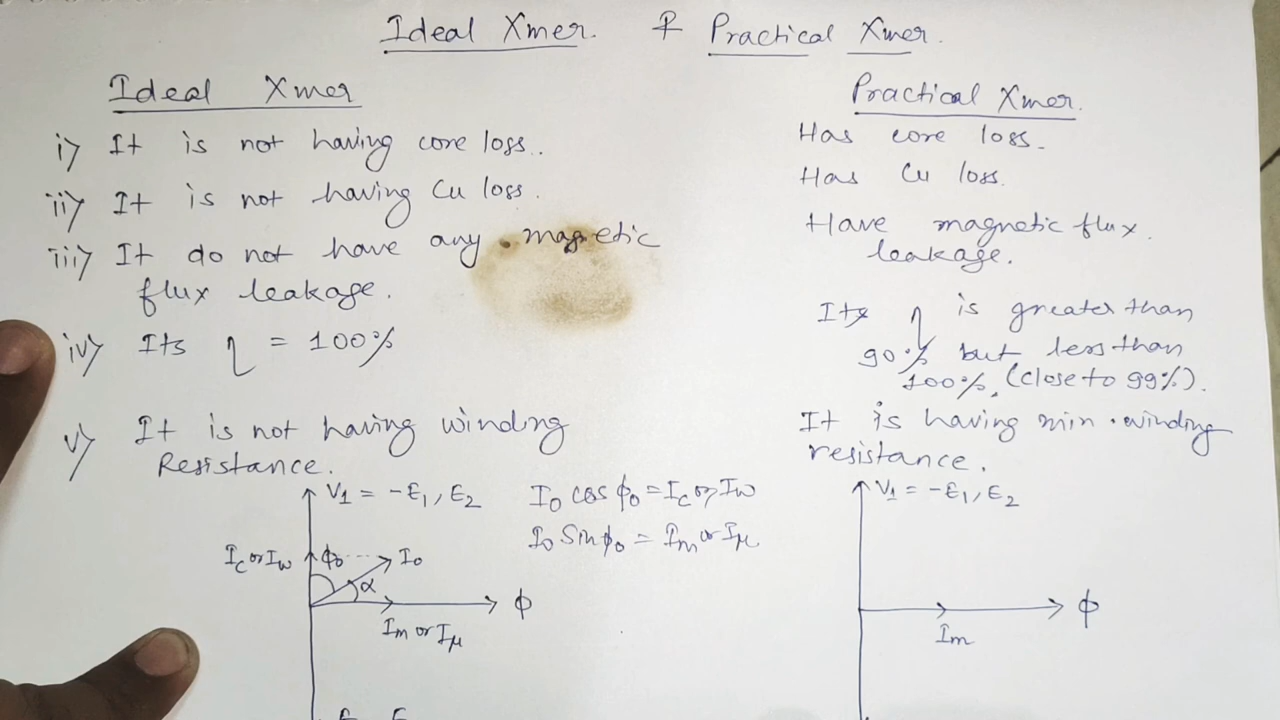 Ideal Xmer. & Practical Xmer.
Ideal Xmer
i) It is not having core loss.
ii) It is not having Cu loss.
iii) It do not have any magnetic
flux leakage.
iv) Its η = 100%
v) It is not having winding
Resistance.
Practical Xmer.
Has core loss.
Has Cu loss.
Have magnetic flux.
leakage.
Its η is greater than
90% but less than
100%. (close to 99%).
It is having min. winding
resistance.
V1 = -E1, E2
Ic or Iw
ϕ0
I0
α
ϕ
Im or Iμ
I0 cos ϕ0 = Ic or Iw
I0 Sin ϕ0 = Im or Iμ
V1 = -E1, E2
ϕ
Im